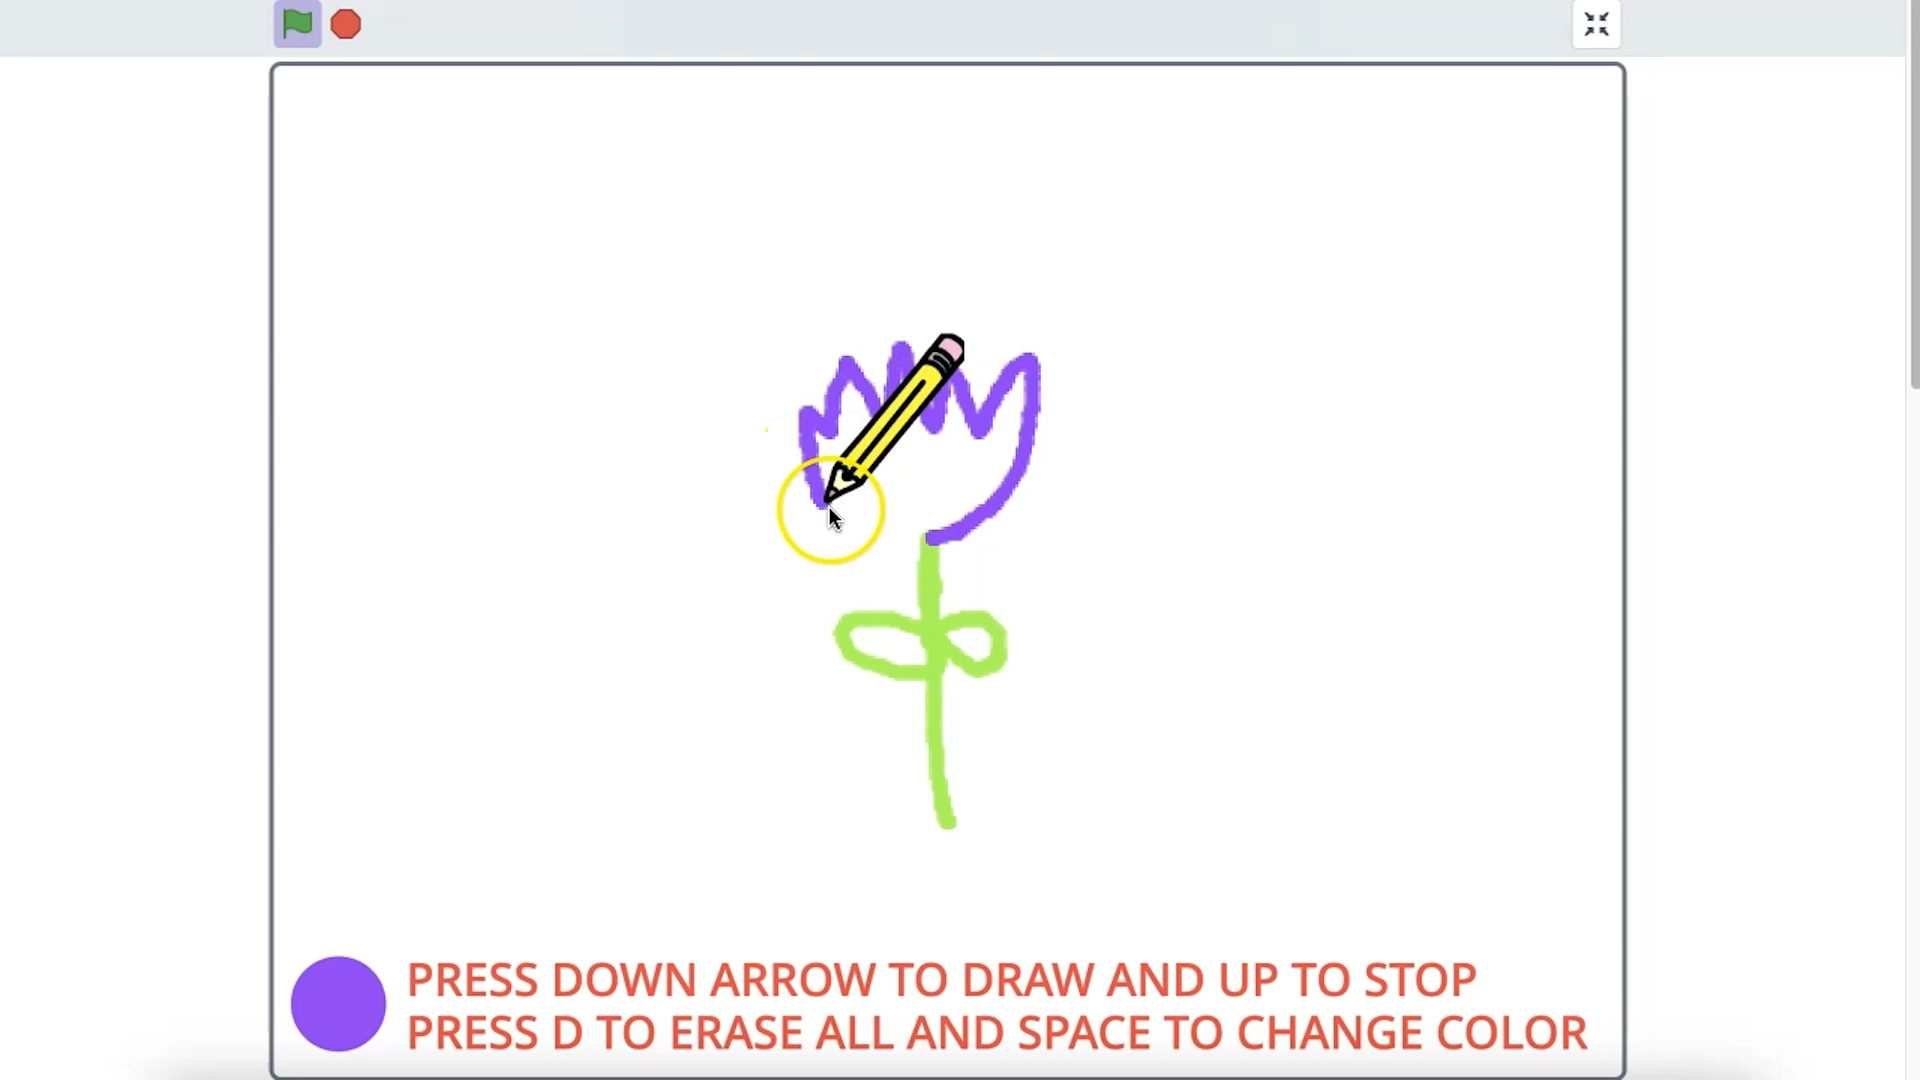 PRESS DOWN ARROW TO DRAW AND UP TO STOP
PRESS D TO ERASE ALL AND SPACE TO CHANGE COLOR